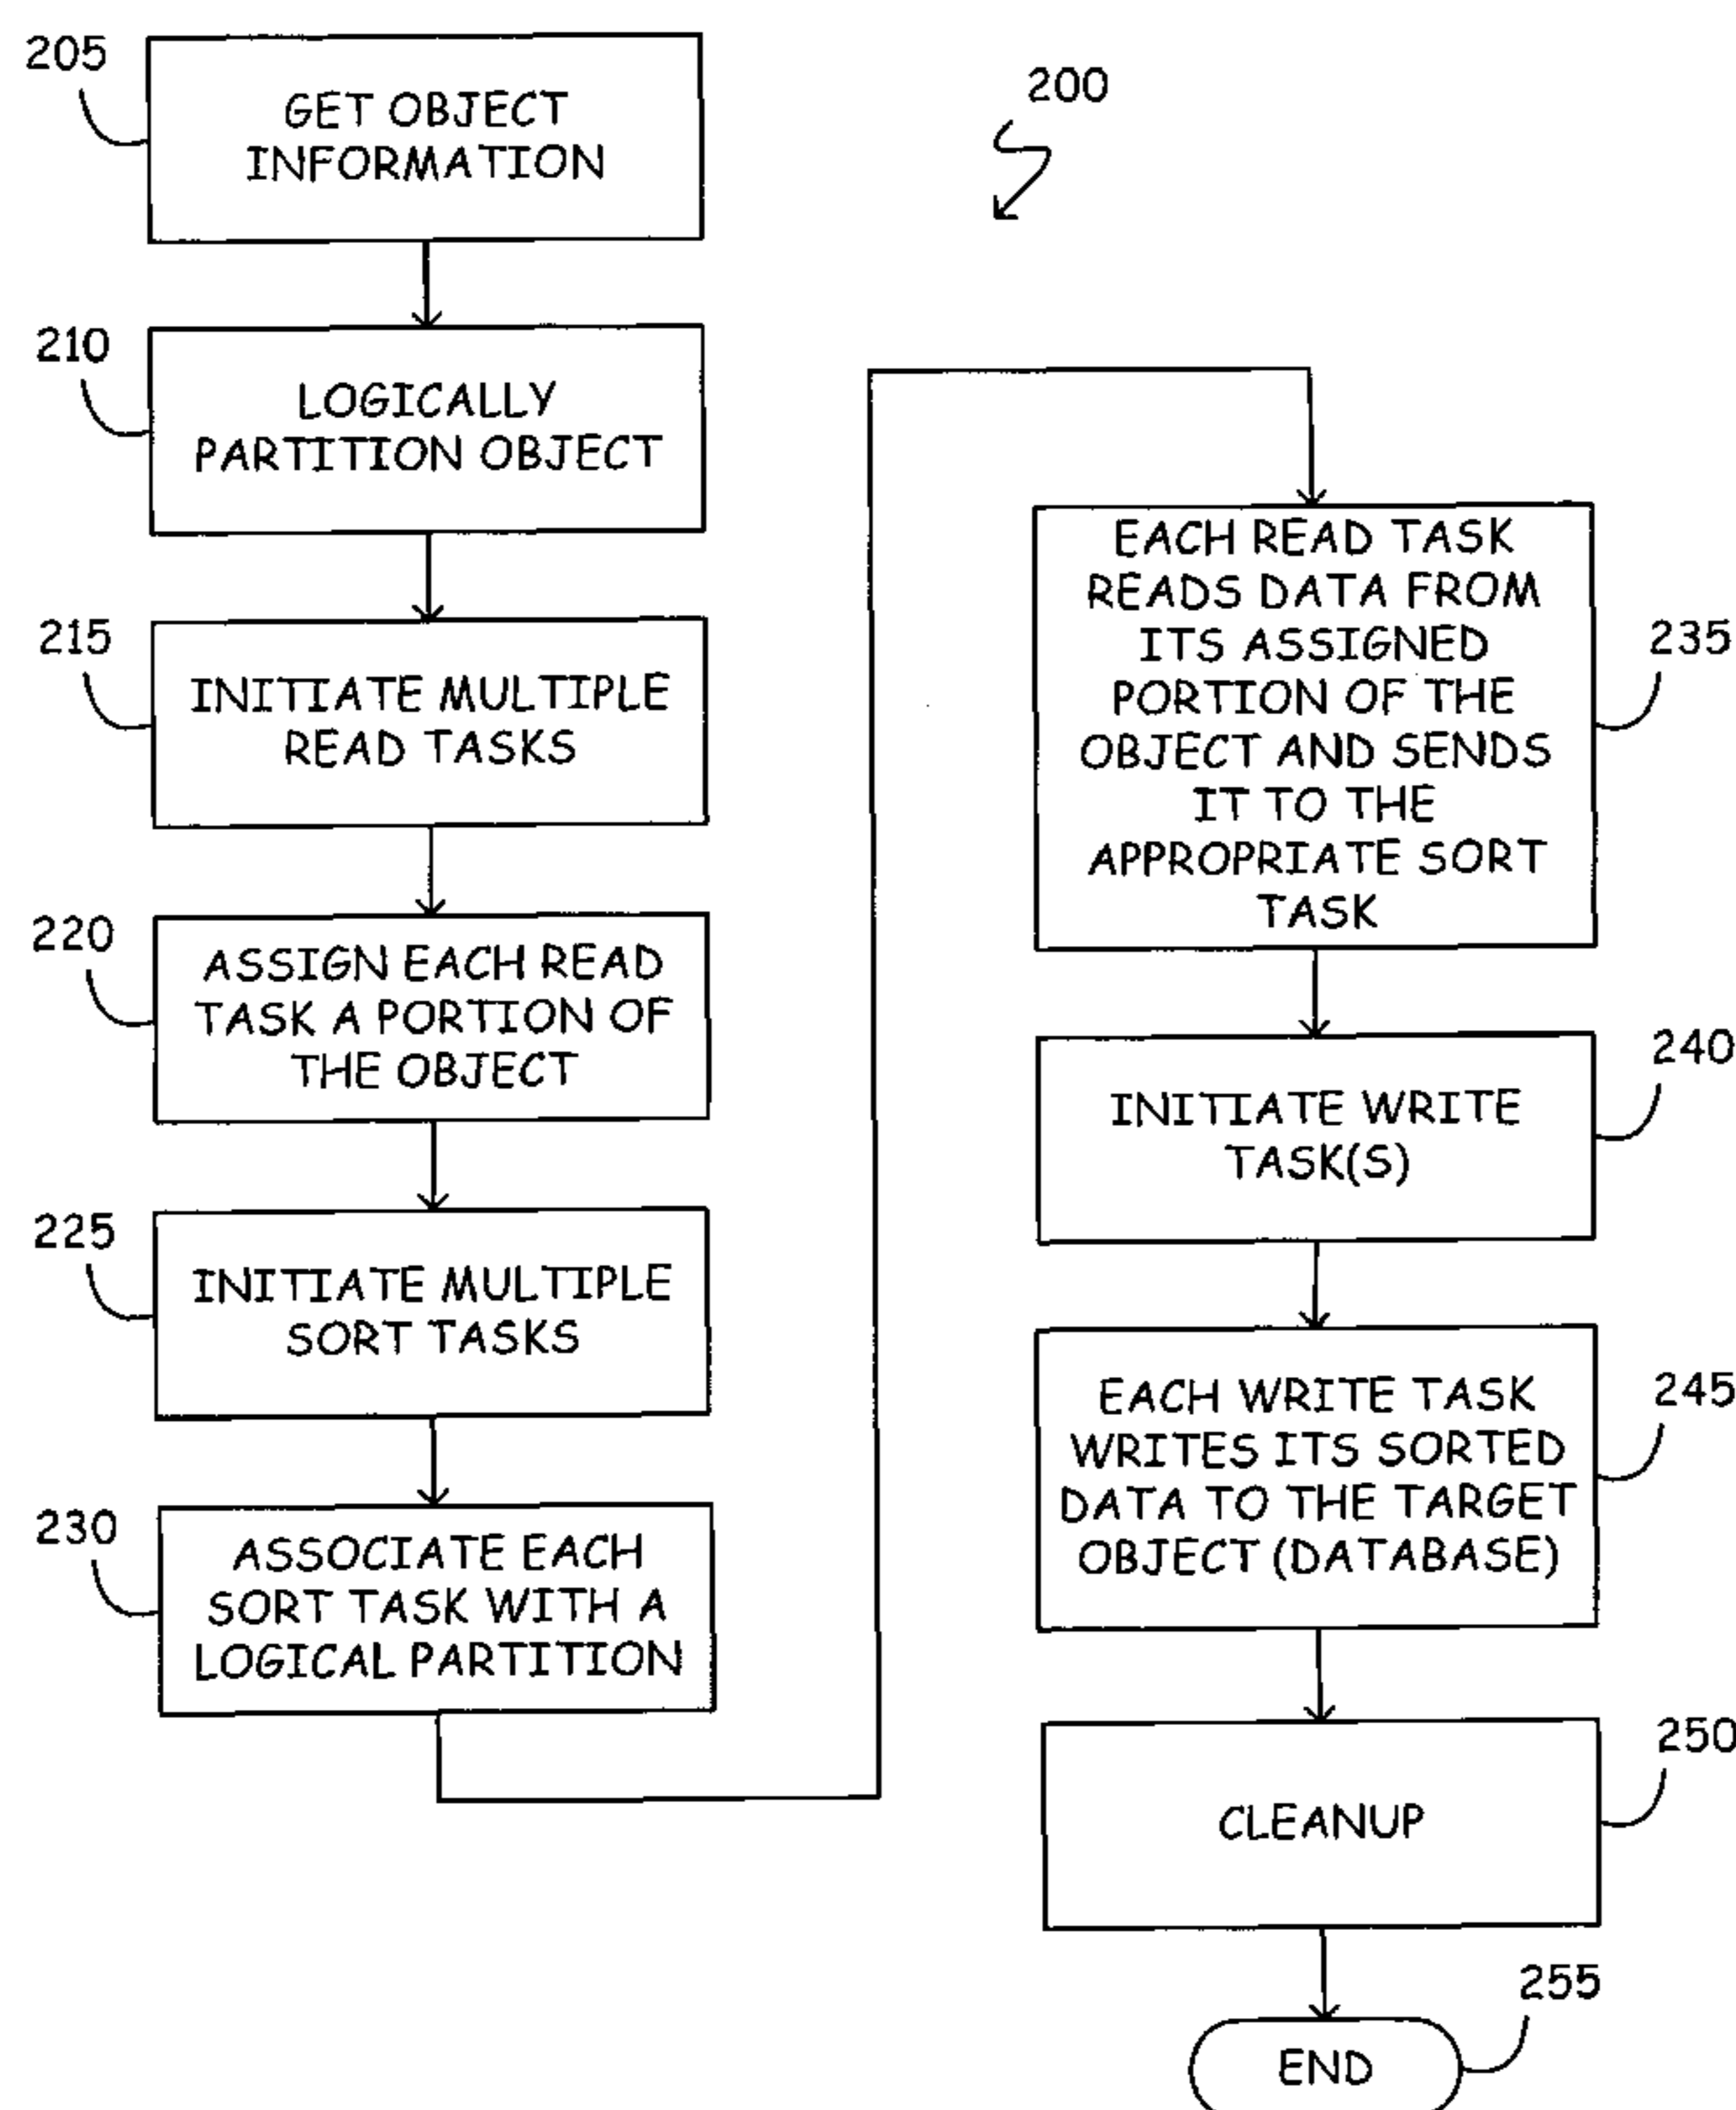 205
GET OBJECT
INFORMATION
200
210
LOGICALLY
PARTITION OBJECT
215
INITIATE MULTIPLE
READ TASKS
220
ASSIGN EACH READ
TASK A PORTION OF
THE OBJECT
225
INITIATE MULTIPLE
SORT TASKS
230
ASSOCIATE EACH
SORT TASK WITH A
LOGICAL PARTITION
EACH READ TASK
READS DATA FROM
ITS ASSIGNED
PORTION OF THE
OBJECT AND SENDS
IT TO THE
APPROPRIATE SORT
TASK
235
INITIATE WRITE
TASK(S)
240
EACH WRITE TASK
WRITES ITS SORTED
DATA TO THE TARGET
OBJECT (DATABASE)
245
CLEANUP
250
END
255